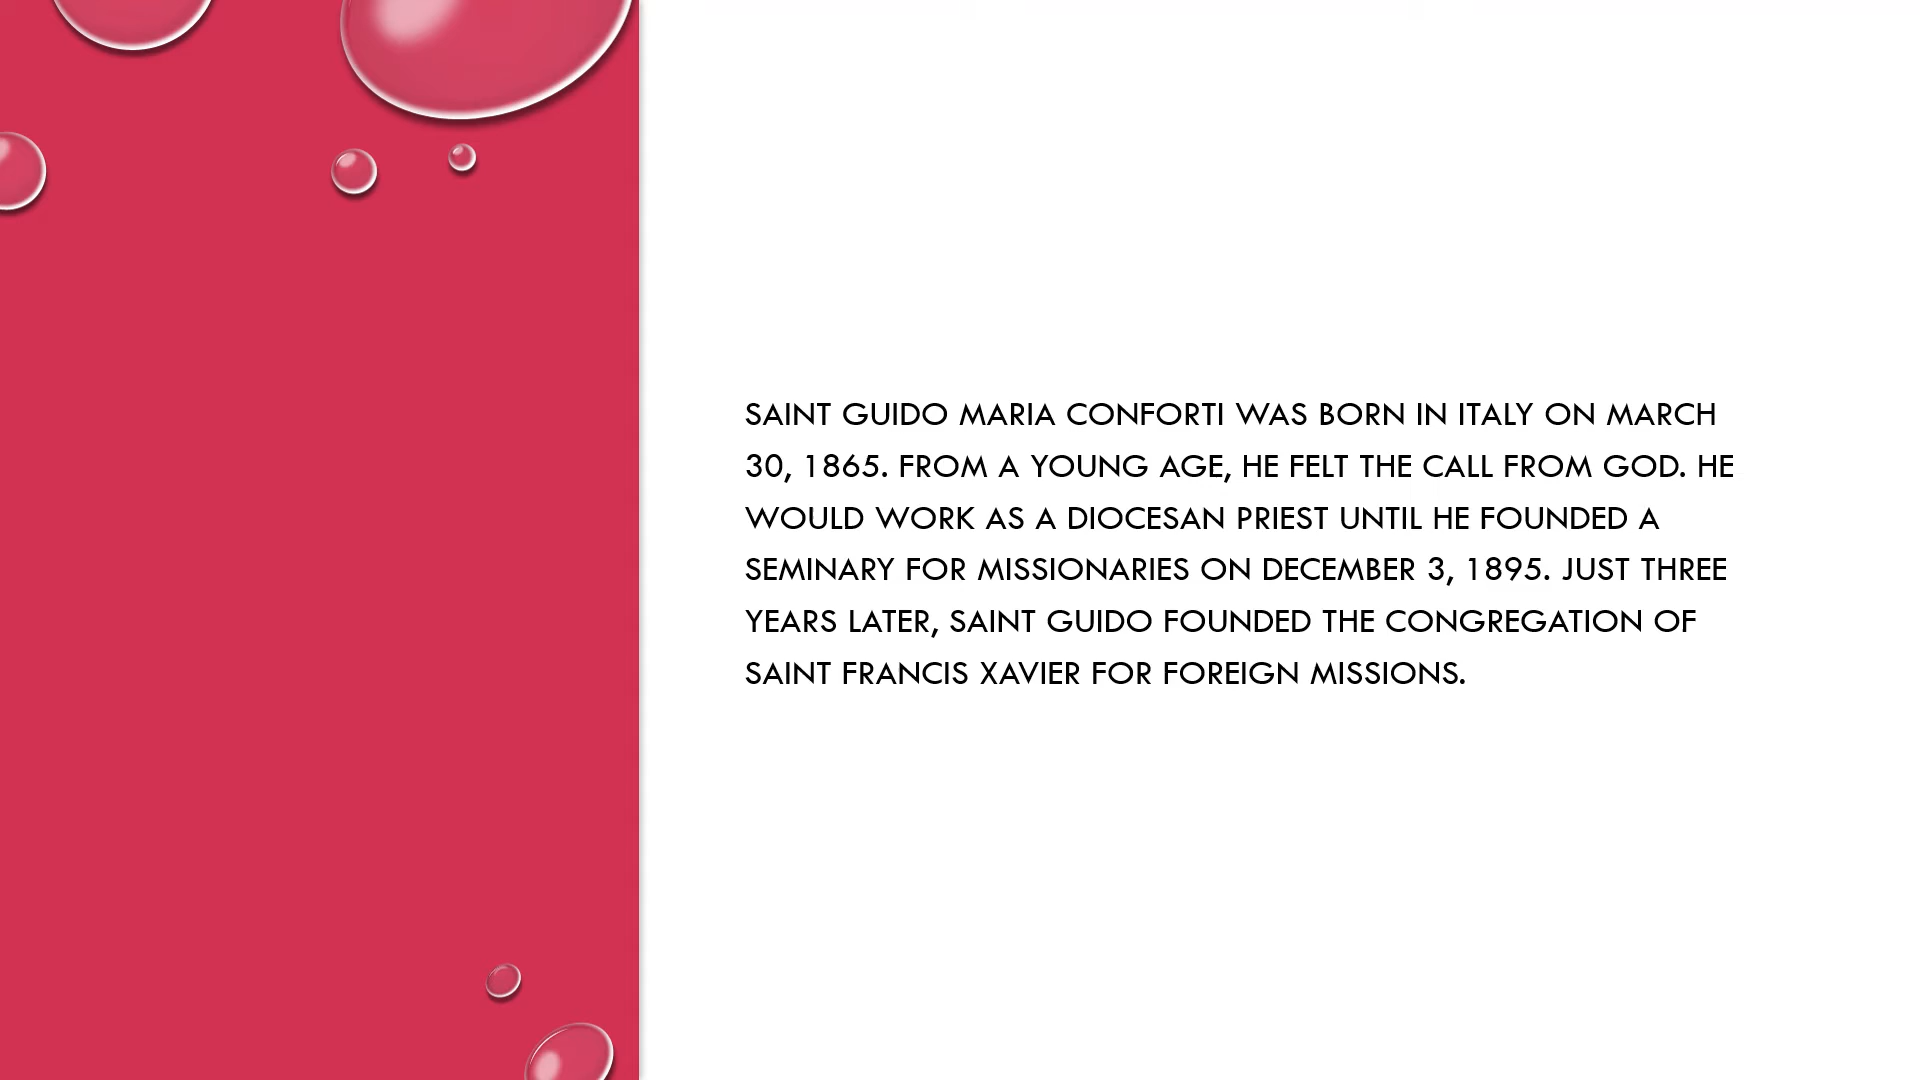 SAINT GUIDO MARIA CONFORTI WAS BORN IN ITALY ON MARCH
30, 1865. FROM A YOUNG AGE, HE FELT THE CALL FROM GOD. HE
WOULD WORK AS A DIOCESAN PRIEST UNTIL HE FOUNDED A
SEMINARY FOR MISSIONARIES ON DECEMBER 3, 1895. JUST THREE
YEARS LATER, SAINT GUIDO FOUNDED THE CONGREGATION OF
SAINT FRANCIS XAVIER FOR FOREIGN MISSIONS.